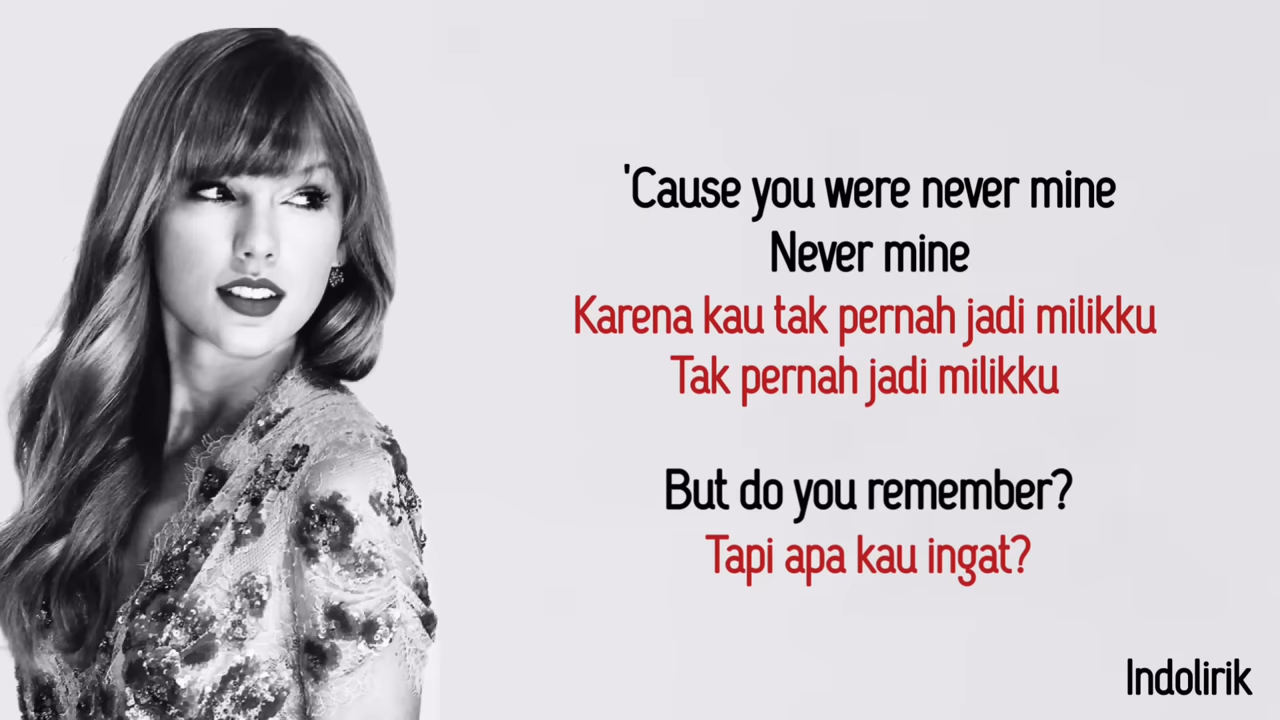 'Cause you were never mine
Never mine
Karena kau tak pernah jadi milikku
Tak pernah jadi milikku
But do you remember?
Tapi apa kau ingat?
Indolirik